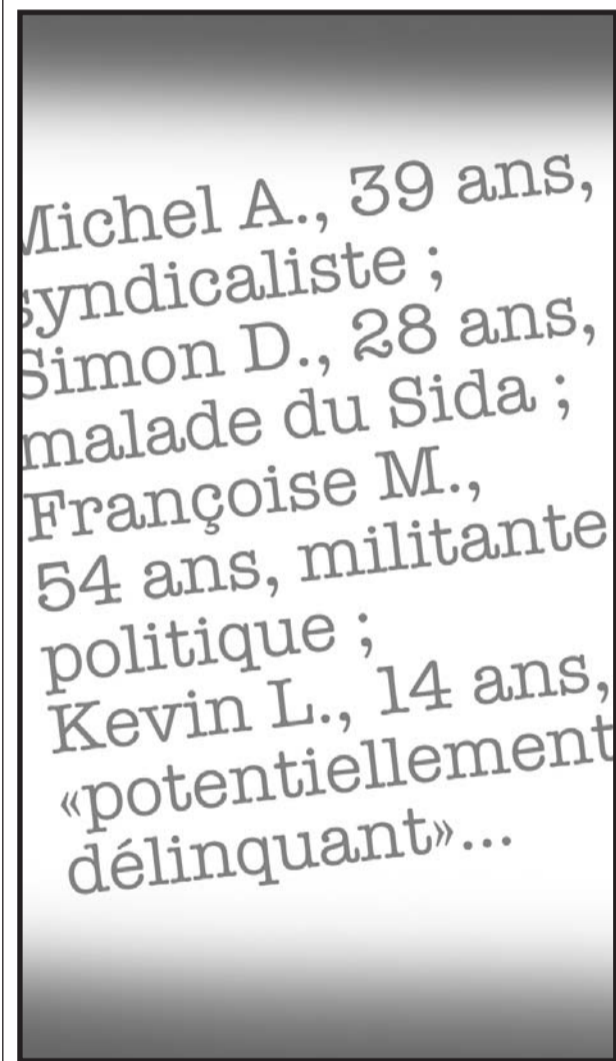 Michel A., 39 ans,
syndicaliste ;
Simon D., 28 ans,
malade du Sida ;
Françoise M.,
54 ans, militante
politique ;
Kevin L., 14 ans,
«potentiellement
délinquant»...